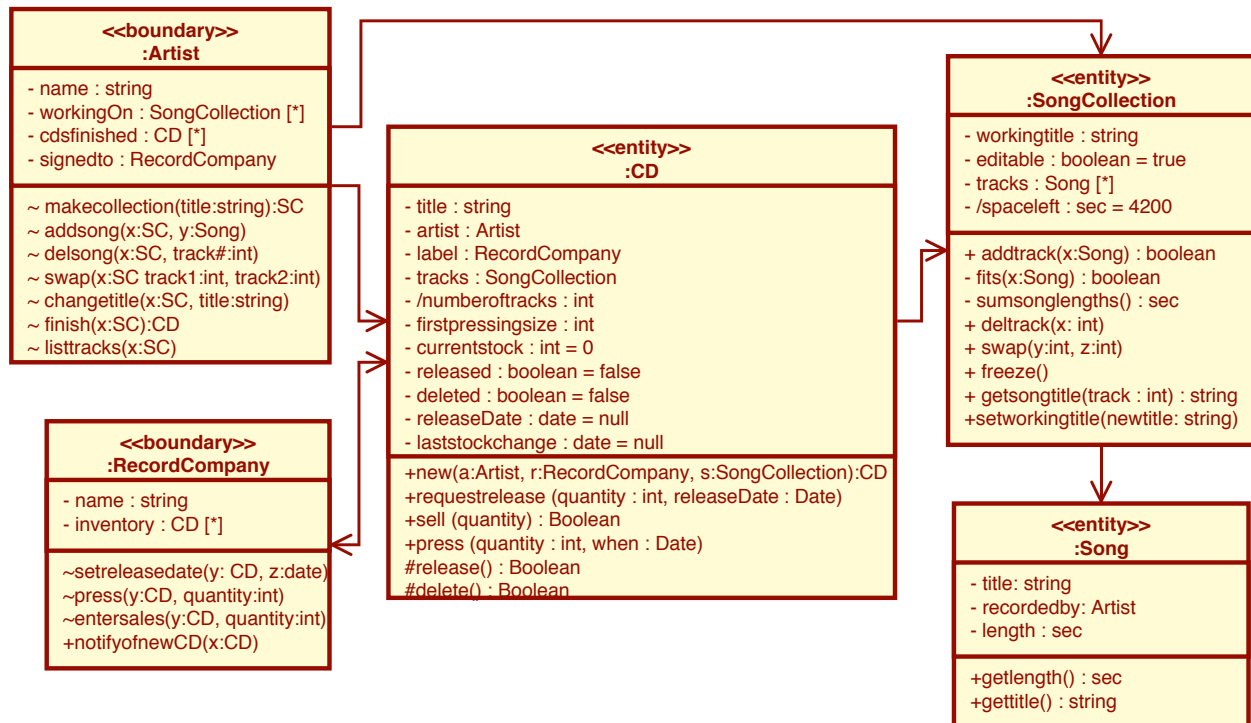 <<boundary>>
:Artist
- name : string
- workingOn : SongCollection [*]
- cdsfinished : CD [*]
- signedto : RecordCompany
~ makecollection(title:string):SC
~ addsong(x:SC, y:Song)
~ delsong(x:SC, track#:int)
~ swap(x:SC track1:int, track2:int)
~ changetitle(x:SC, title:string)
~ finish(x:SC):CD
~ listtracks(x:SC)
<<boundary>>
:RecordCompany
- name : string
- inventory : CD [*]
~setreleasedate(y: CD, z:date)
~press(y:CD, quantity:int)
~entersales(y:CD, quantity:int)
+notifyofnewCD(x:CD)
<<entity>>
:CD
- title : string
- artist : Artist
- label : RecordCompany
- tracks : SongCollection
- /numberoftracks : int
- firstpressingsize : int
- currentstock : int = 0
- released : boolean = false
- deleted : boolean = false
- releaseDate : date = null
- laststockchange : date = null
+new(a:Artist, r:RecordCompany, s:SongCollection):CD
+requestrelease (quantity : int, releaseDate : Date)
+sell (quantity) : Boolean
+press (quantity : int, when : Date)
#release() : Boolean
#delete() : Boolean
<<entity>>
:SongCollection
- workingtitle : string
- editable : boolean = true
- tracks : Song [*]
- /spaceleft : sec = 4200
+ addtrack(x:Song) : boolean
- fits(x:Song) : boolean
- sumsonglengths() : sec
+ deltrack(x: int)
+ swap(y:int, z:int)
+ freeze()
+ getsongtitle(track : int) : string
+setworkingtitle(newtitle: string)
<<entity>>
:Song
- title: string
- recordedby: Artist
- length : sec
+getlength() : sec
+gettitle() : string